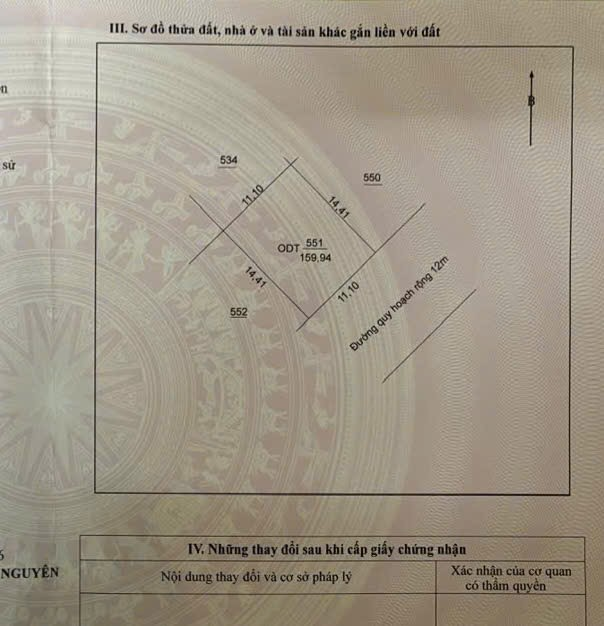 III. Sơ đồ thửa đất, nhà ở và tài sản khác gắn liền với đất
n
sử
B
534
550
11,10
14,41
ODT 551
159,94
14,41
11,10
552
Đường quy hoạch rộng 12m
NGUYÊN
IV. Những thay đổi sau khi cấp giấy chứng nhận
Nội dung thay đổi và cơ sở pháp lý
Xác nhận của cơ quan
có thẩm quyền